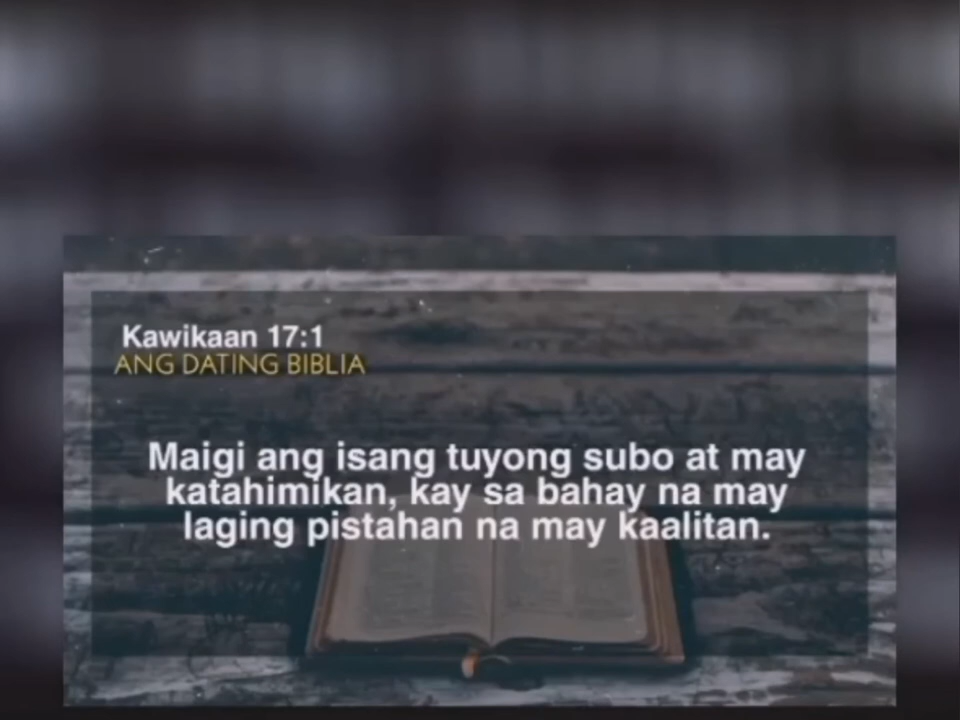 Kawikaan 17:1
ANG DATING BIBLIA
Maigi ang isang tuyong subo at may
katahimikan, kay sa bahay na may
laging pistahan na may kaalitan.